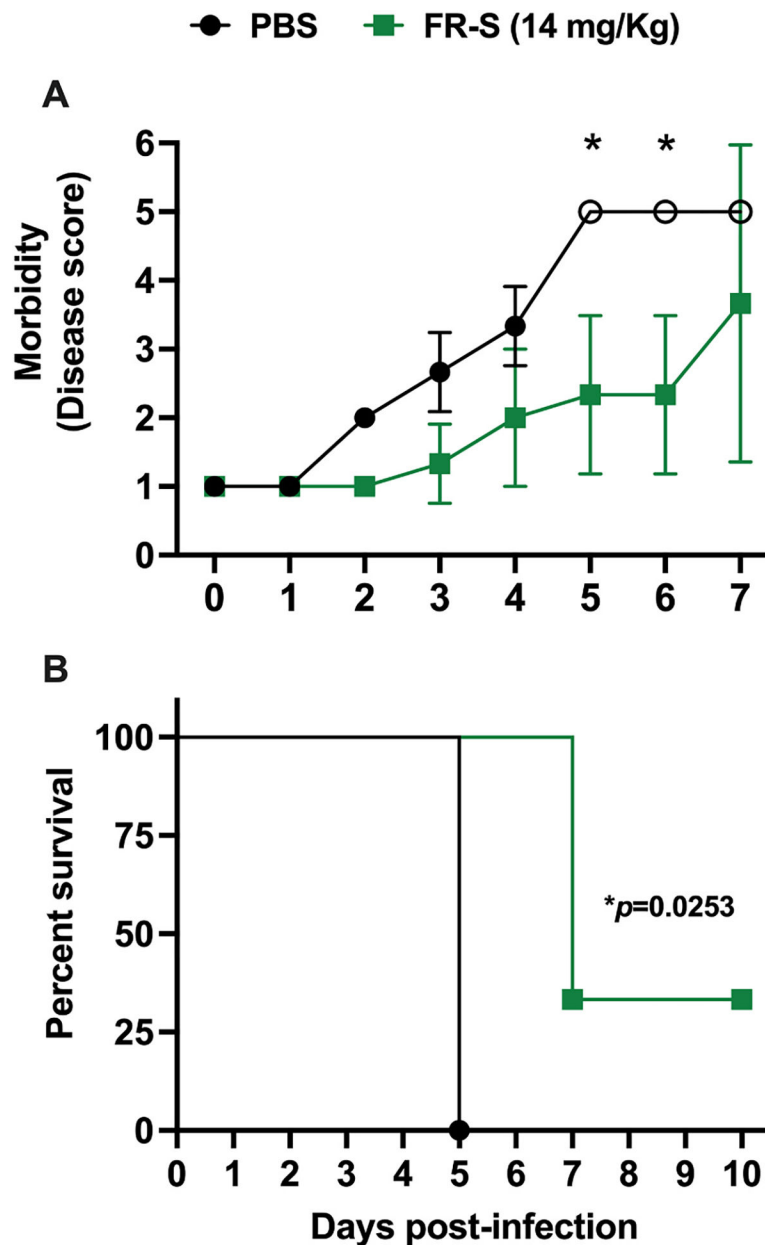 PBS FR-S (14 mg/Kg)
A
Morbidity
(Disease score)
6
5
4
3
2
1
0
0 1 2 3 4 5 6 7
* *
B
Percent survival
100
75
50
25
0
*p=0.0253
0 1 2 3 4 5 6 7 8 9 10
Days post-infection